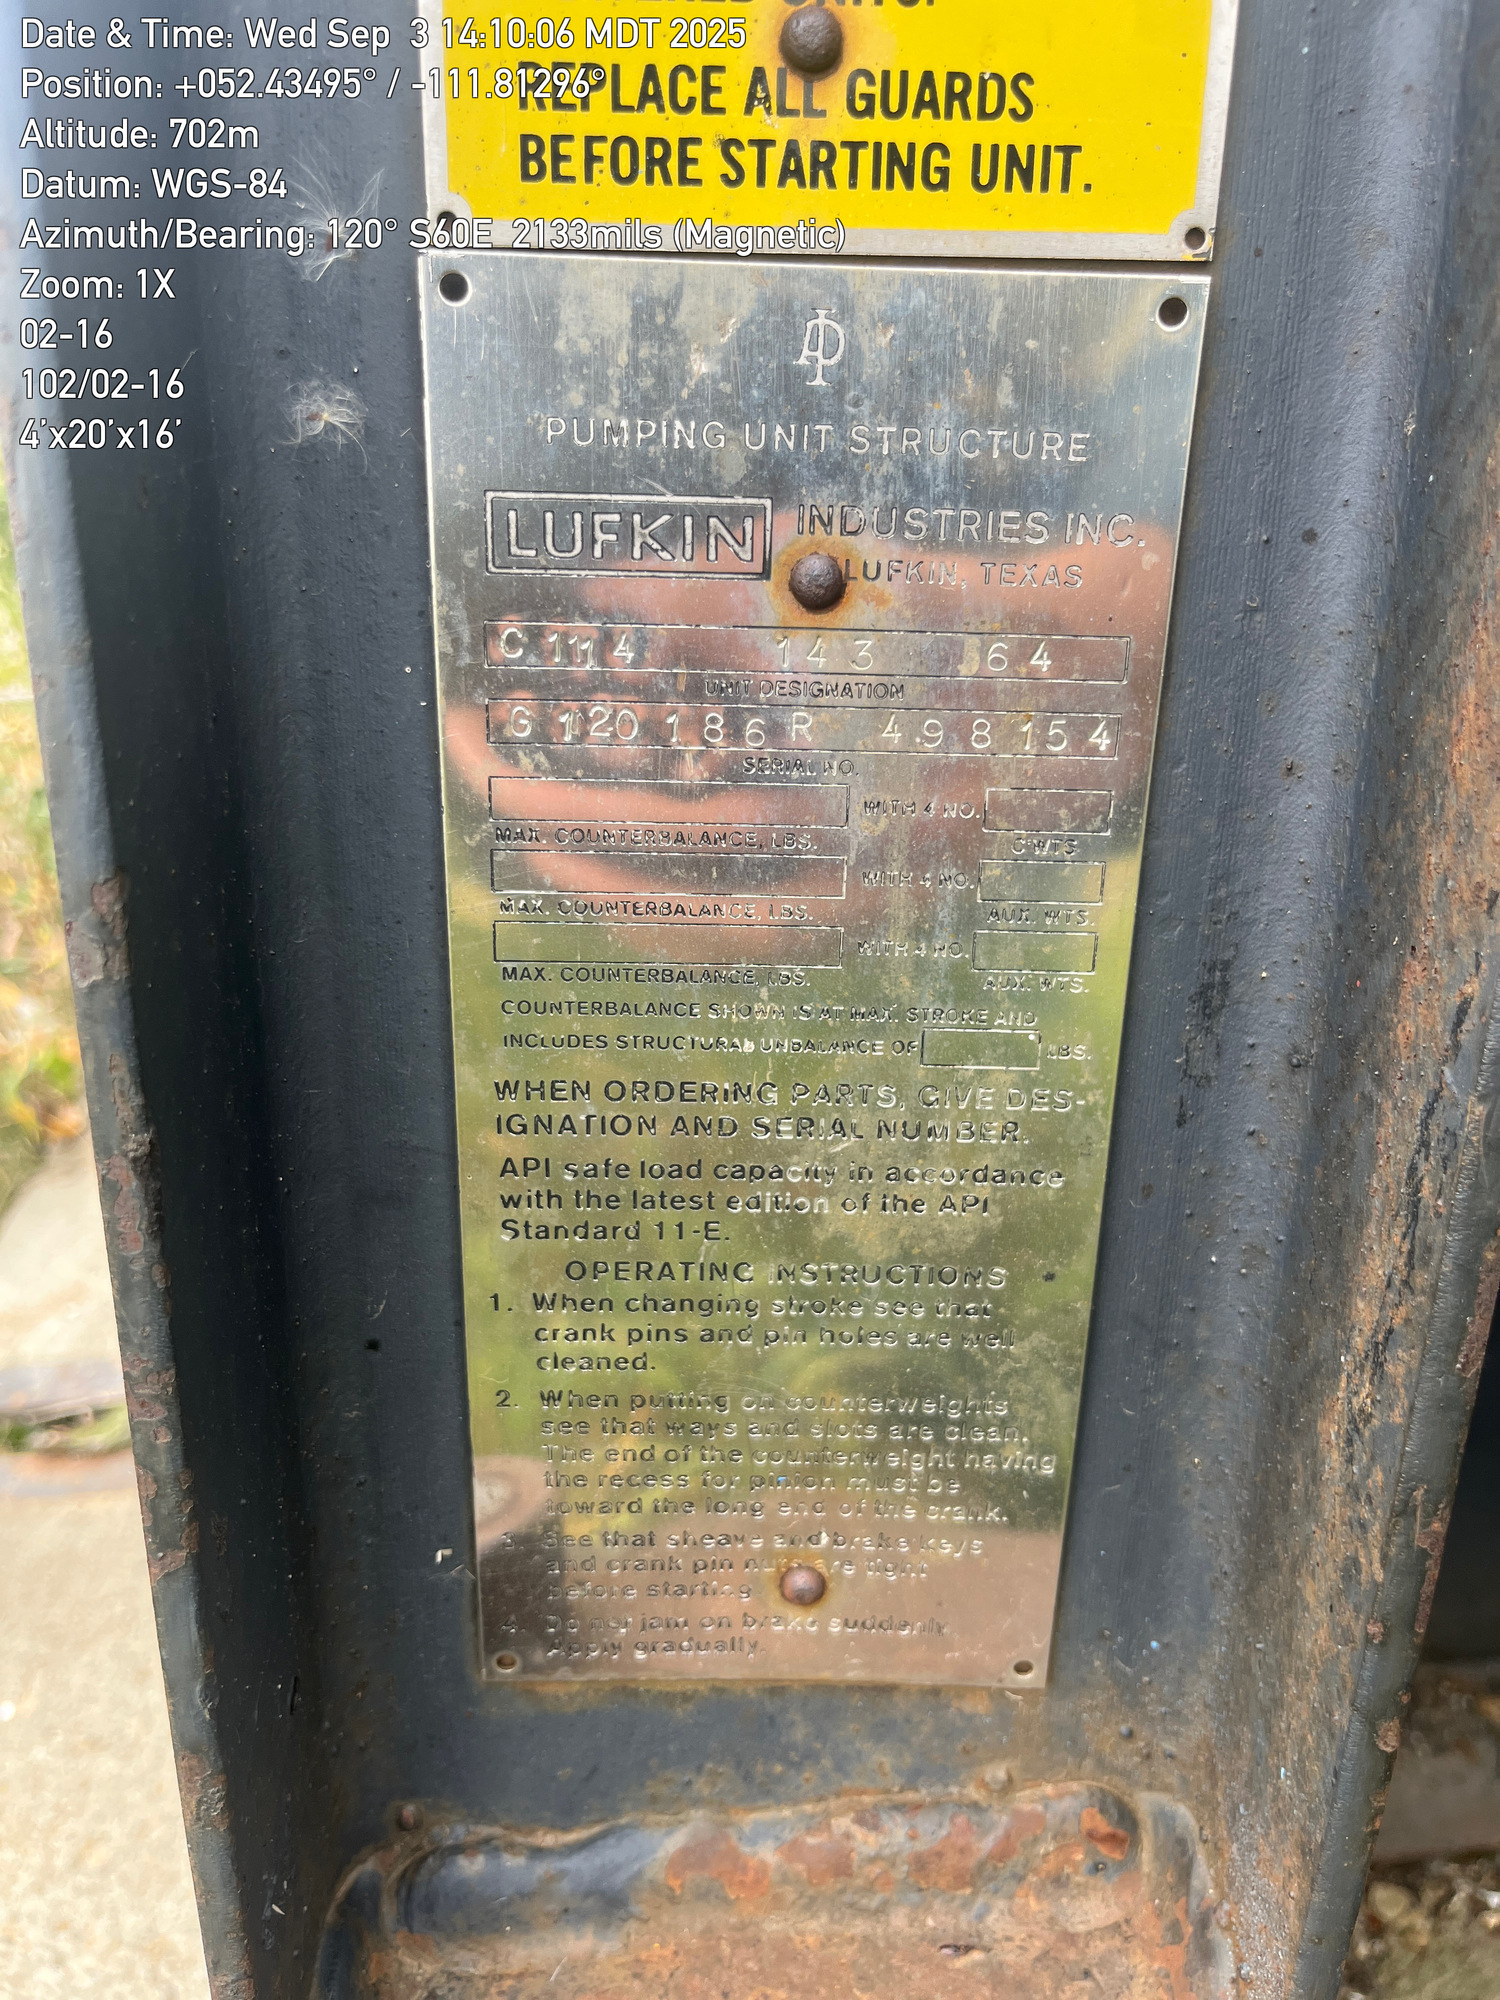 Date & Time: Wed Sep 3 14:10:06 MDT 2025
Position: +052.43495° / -111.81296°
Altitude: 702m
Datum: WGS-84
Azimuth/Bearing: 120° S60E 2133mils (Magnetic)
Zoom: 1X
02-16
102/02-16
4'x20'x16'
UNITS.
REPLACE ALL GUARDS
BEFORE STARTING UNIT.
API
PUMPING UNIT STRUCTURE
LUFKIN INDUSTRIES INC.
LUFKIN, TEXAS
C 114 143 64
UNIT DESIGNATION
G 120 186 R 498154
SERIAL NO.
WITH 4 NO.
MAX. COUNTERBALANCE, LBS. C'WTS
WITH 4 NO.
MAX. COUNTERBALANCE, LBS. AUX. WTS.
WITH 4 NO.
MAX. COUNTERBALANCE, LBS. AUX. WTS.
COUNTERBALANCE SHOWN IS AT MAX. STROKE AND
INCLUDES STRUCTURAL UNBALANCE OF LBS.
WHEN ORDERING PARTS, GIVE DES-
IGNATION AND SERIAL NUMBER.
API safe load capacity in accordance
with the latest edition of the API
Standard 11-E.
OPERATING INSTRUCTIONS
1. When changing stroke see that
crank pins and pin holes are well
cleaned.
2. When putting on counterweights
see that ways and slots are clean.
The end of the counterweight having
the recess for pinion must be
toward the long end of the crank.
3. See that sheave and brake keys
and crank pin nuts are tight
before starting
4. Do not jam on brake suddenly
Apply gradually.